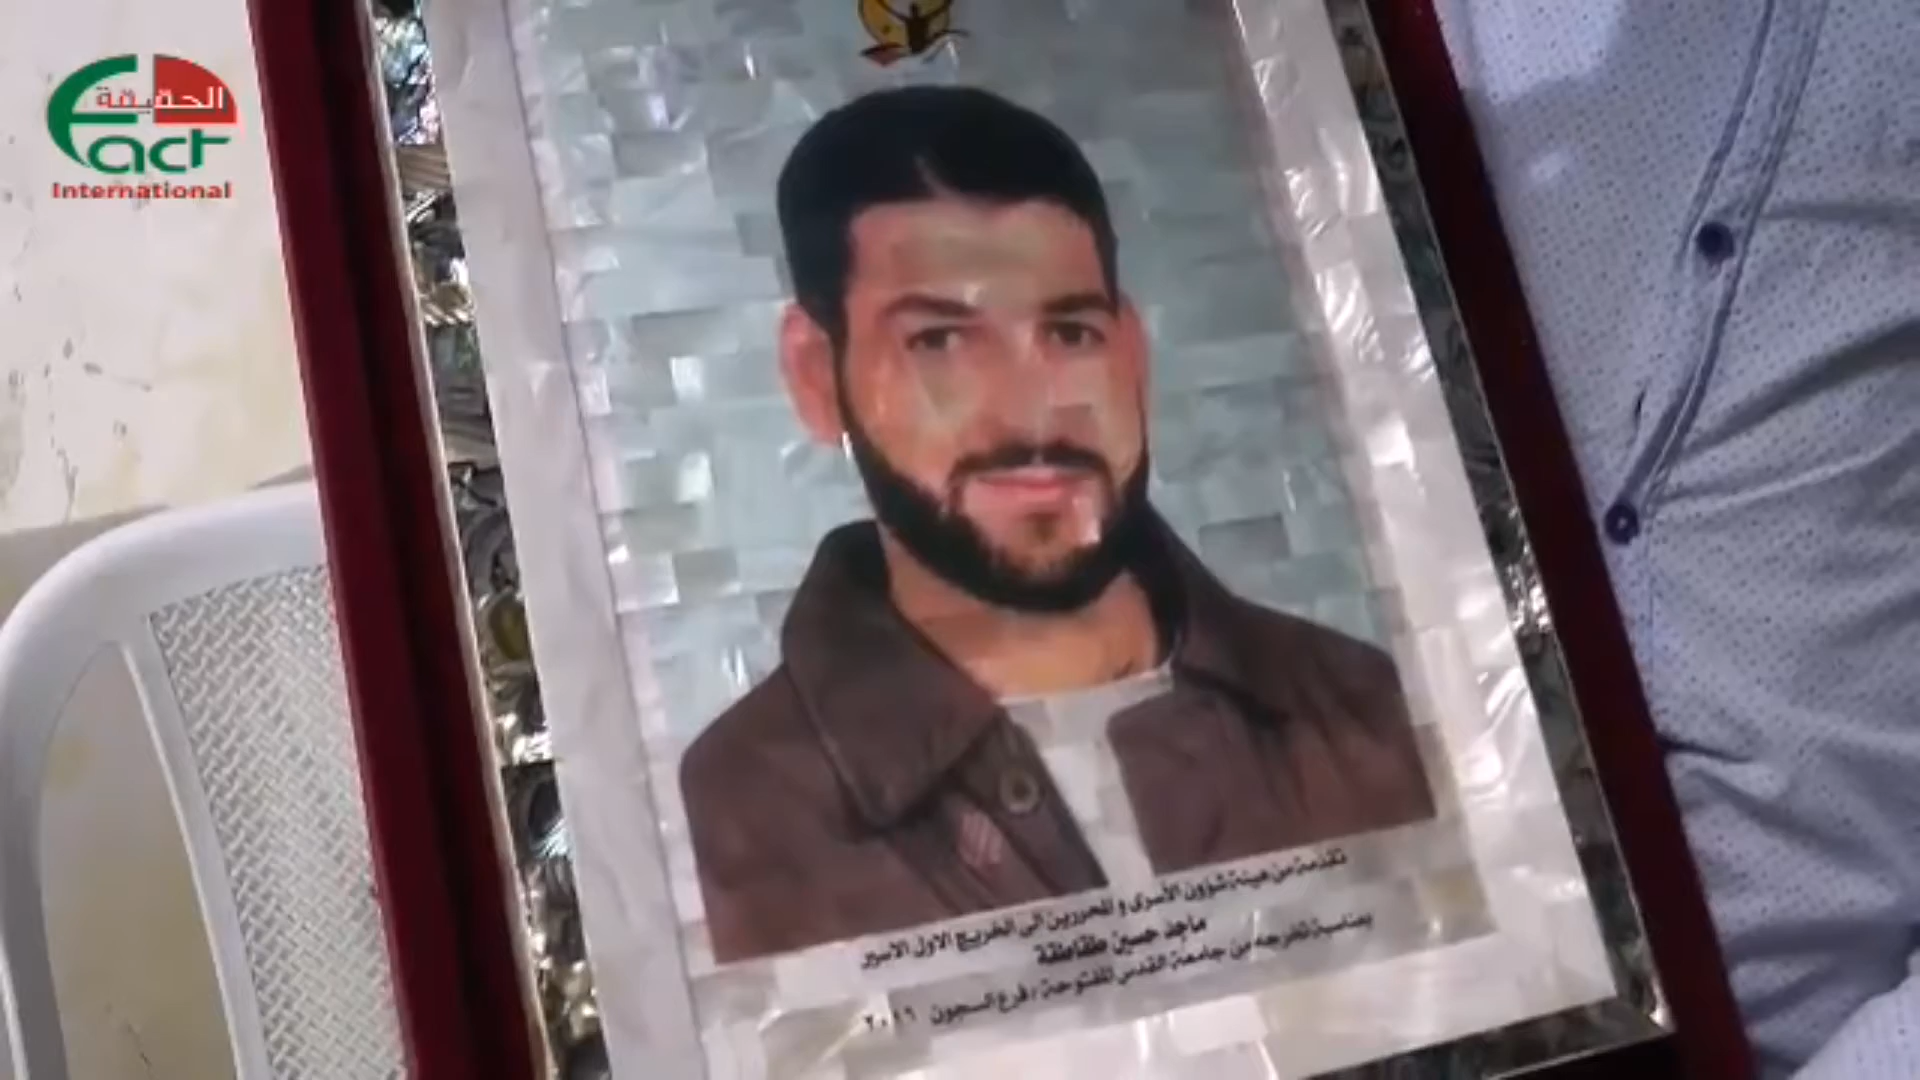 الحقيقة
Fact
International
تقدمة من هيئة شؤون الأسرى و المحررين الى الخريج الاول الاسير
ماجد حسين طقاطقة
بمناسبة تخرجه من جامعة القدس المفتوحة / فرع السجون ٢٠١٦